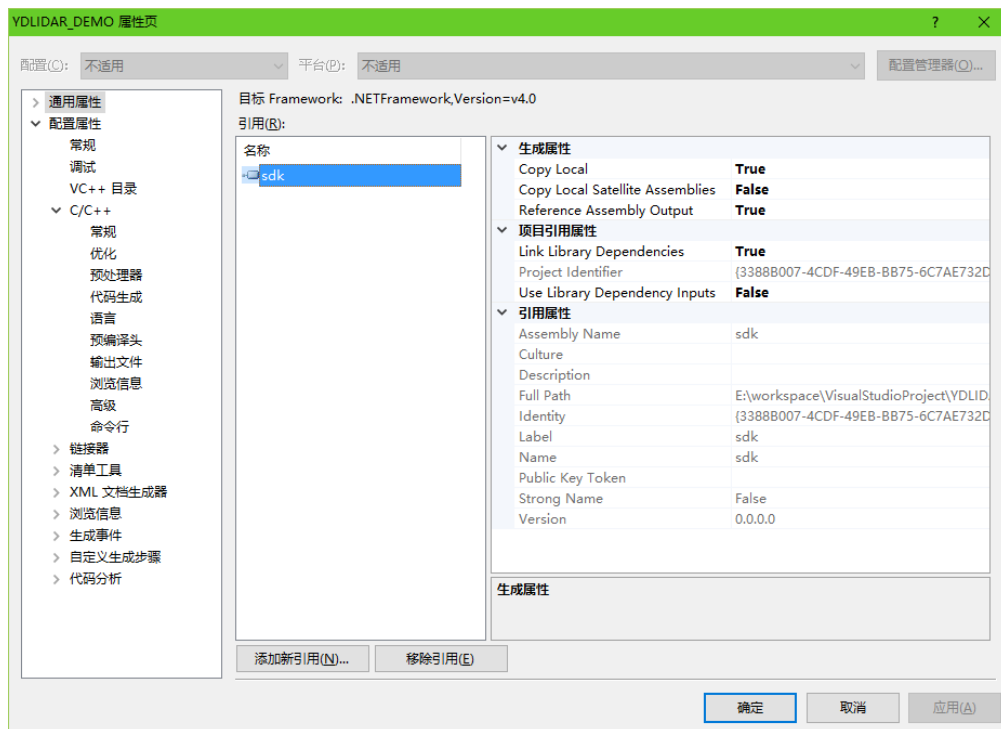 YDLIDAR_DEMO 属性页
配置(C): 不适用 平台(P): 不适用 配置管理器(O)...
通用属性
配置属性
常规
调试
VC++ 目录
C/C++
常规
优化
预处理器
代码生成
语言
预编译头
输出文件
浏览信息
高级
命令行
链接器
清单工具
XML 文档生成器
浏览信息
生成事件
自定义生成步骤
代码分析
目标 Framework: .NETFramework,Version=v4.0
引用(R):
名称
sdk
生成属性
Copy Local True
Copy Local Satellite Assemblies False
Reference Assembly Output True
项目引用属性
Link Library Dependencies True
Project Identifier {3388B007-4CDF-49EB-BB75-6C7AE732D
Use Library Dependency Inputs False
引用属性
Assembly Name sdk
Culture
Description
Full Path E:\workspace\VisualStudioProject\YDLID
Identity {3388B007-4CDF-49EB-BB75-6C7AE732D
Label sdk
Name sdk
Public Key Token
Strong Name False
Version 0.0.0.0
生成属性
添加新引用(N)... 移除引用(E)
确定 取消 应用(A)